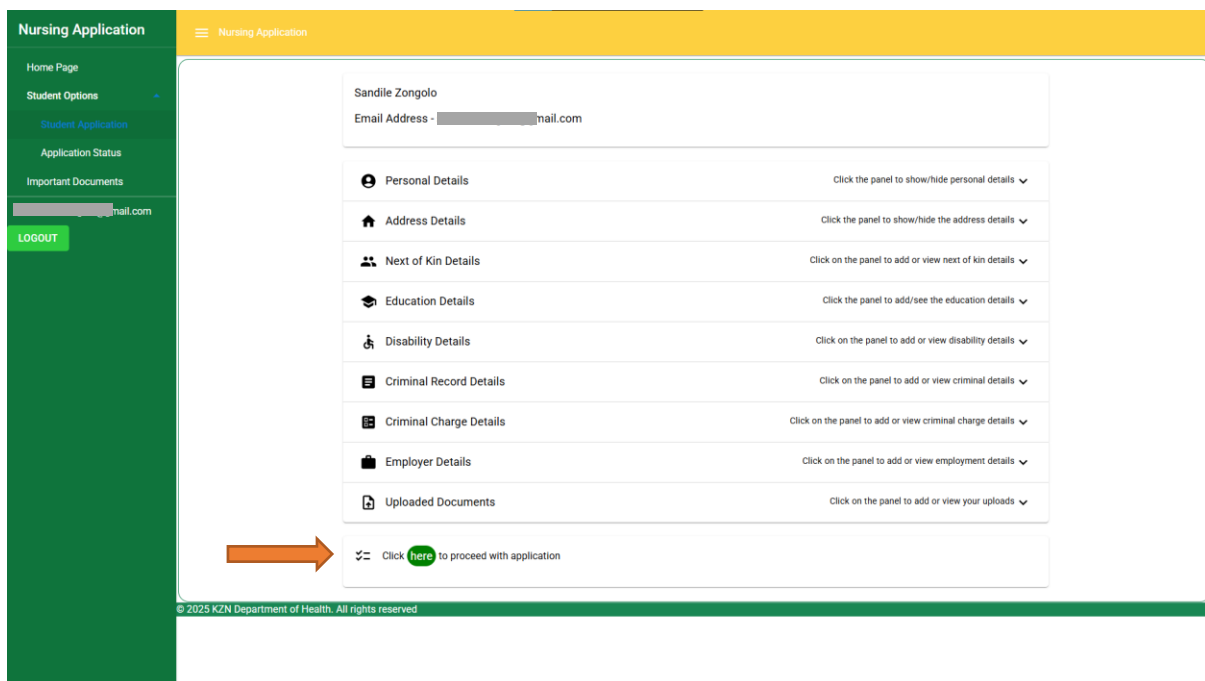 Nursing Application
Home Page
Student Options
Student Application
Application Status
Important Documents
mail.com
LOGOUT
Nursing Application
Sandile Zongolo
Email Address - mail.com
Personal Details Click the panel to show/hide personal details
Address Details Click the panel to show/hide the address details
Next of Kin Details Click on the panel to add or view next of kin details
Education Details Click the panel to add/see the education details
Disability Details Click on the panel to add or view disability details
Criminal Record Details Click on the panel to add or view criminal details
Criminal Charge Details Click on the panel to add or view criminal charge details
Employer Details Click on the panel to add or view employment details
Uploaded Documents Click on the panel to add or view your uploads
Click here to proceed with application
© 2025 KZN Department of Health. All rights reserved